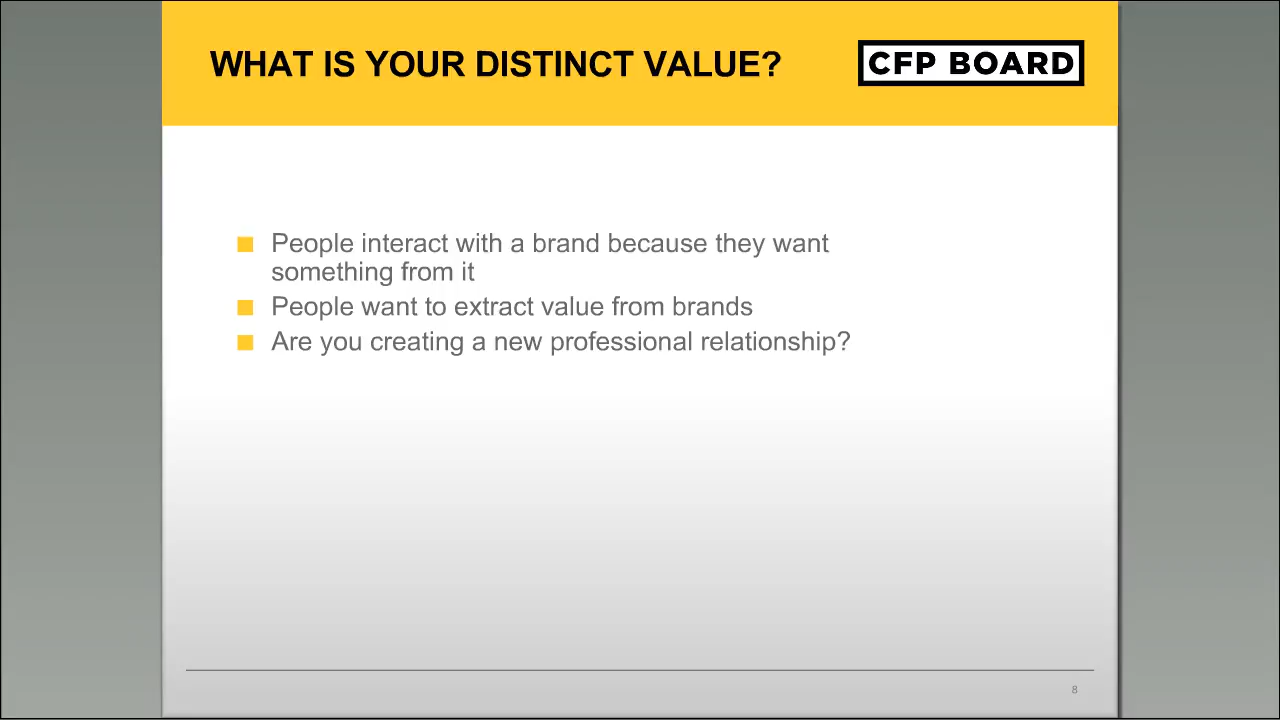 WHAT IS YOUR DISTINCT VALUE?
CFP BOARD
People interact with a brand because they want
something from it
People want to extract value from brands
Are you creating a new professional relationship?
8